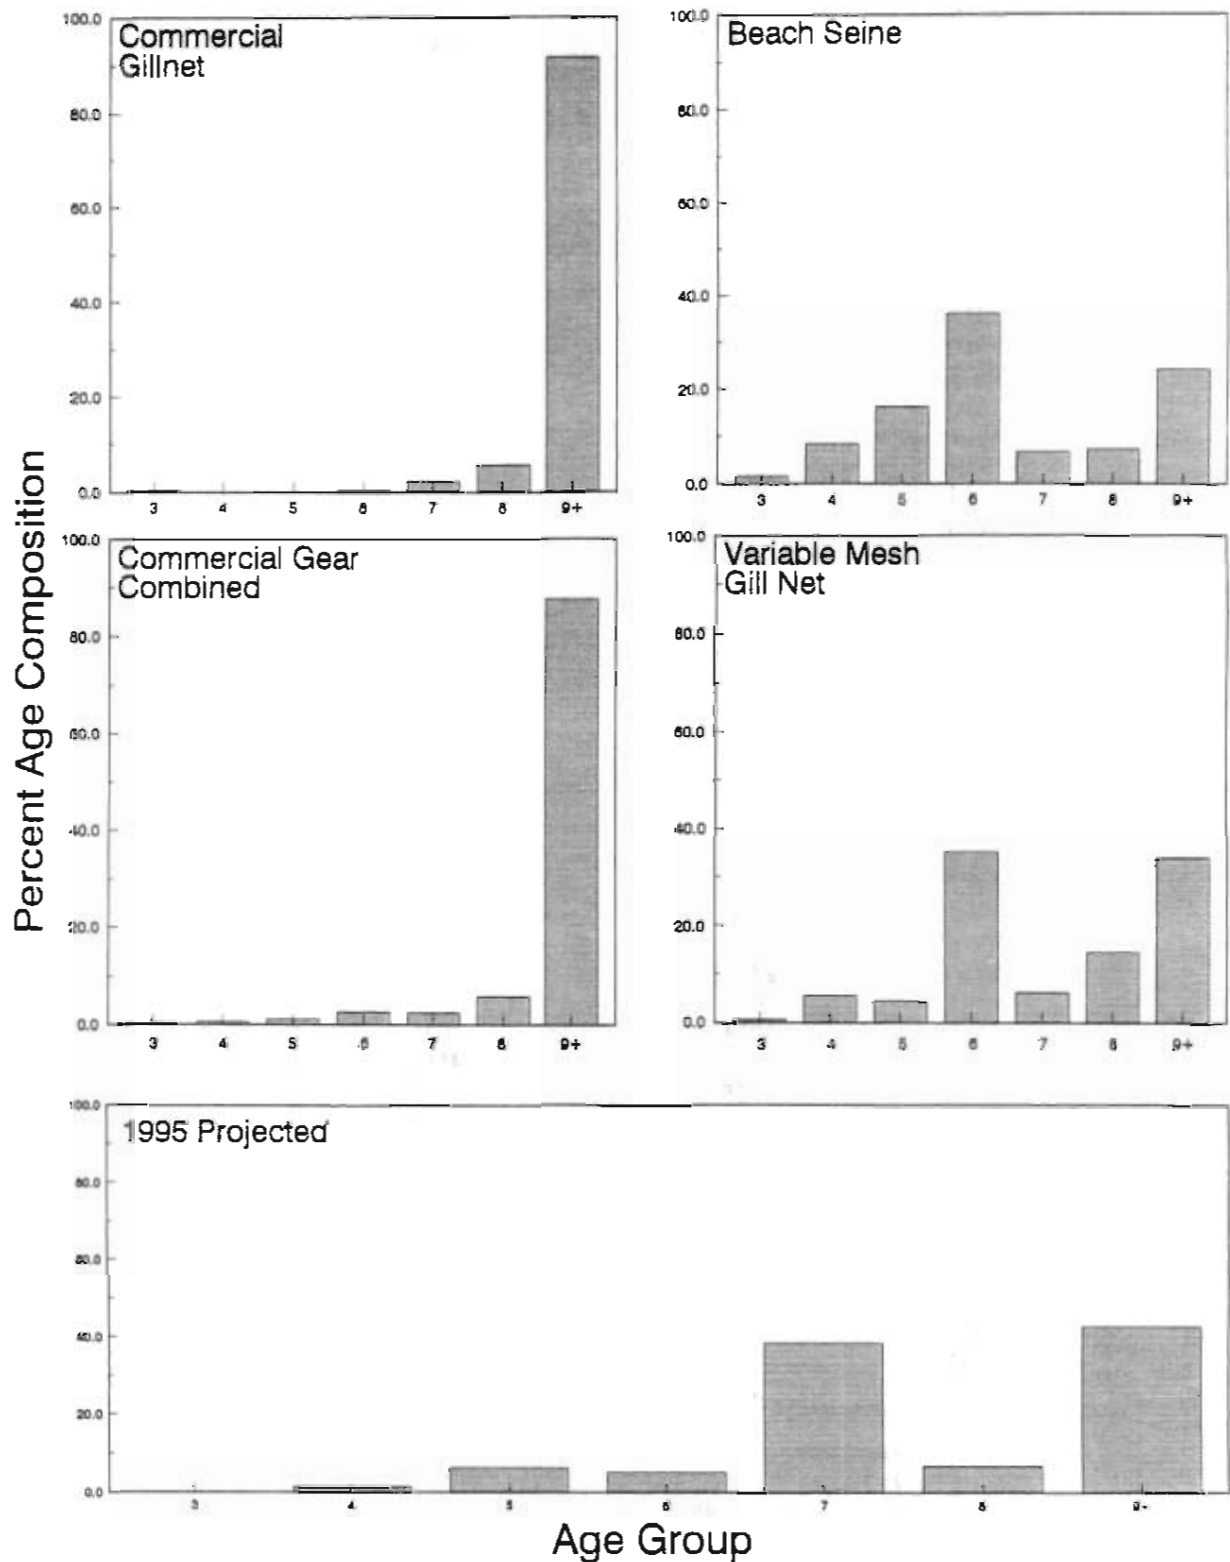 Percent Age Composition
Commercial
Gillnet
100.0
80.0
60.0
40.0
20.0
0.0
3 4 5 6 7 8 9+
Beach Seine
100.0
80.0
60.0
40.0
20.0
0.0
3 4 5 6 7 8 9+
Commercial Gear
Combined
100.0
80.0
60.0
40.0
20.0
0.0
3 4 5 6 7 8 9+
Variable Mesh
Gill Net
100.0
80.0
60.0
40.0
20.0
0.0
3 4 5 6 7 8 9+
1995 Projected
100.0
80.0
60.0
40.0
20.0
0.0
3 4 5 6 7 8 9-
Age Group